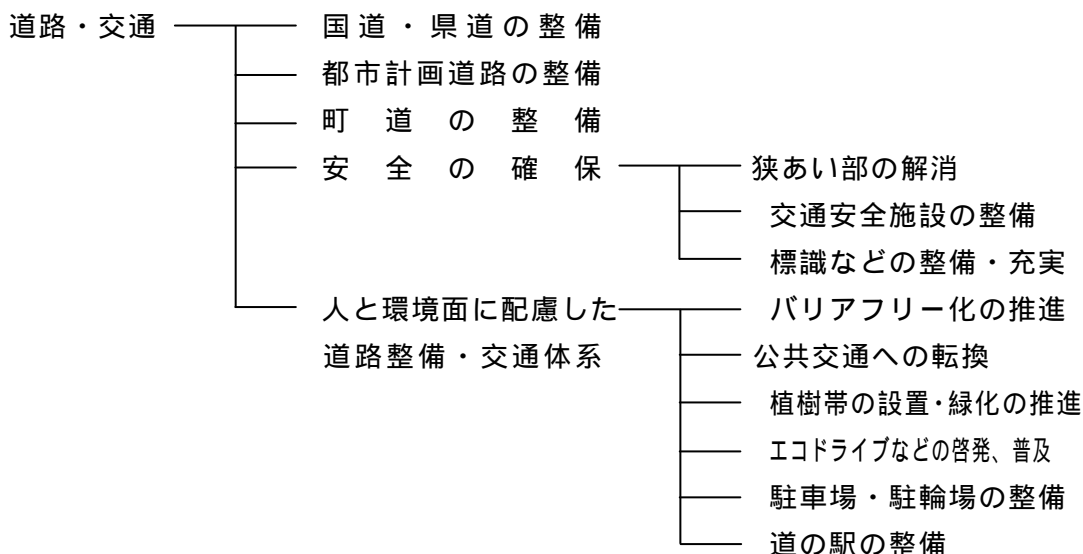 道路・交通 国道・県道の整備
都市計画道路の整備
町道の整備
安全の確保 狭あい部の解消
交通安全施設の整備
標識などの整備・充実
人と環境面に配慮した バリアフリー化の推進
道路整備・交通体系 公共交通への転換
植樹帯の設置・緑化の推進
エコドライブなどの啓発、普及
駐車場・駐輪場の整備
道の駅の整備